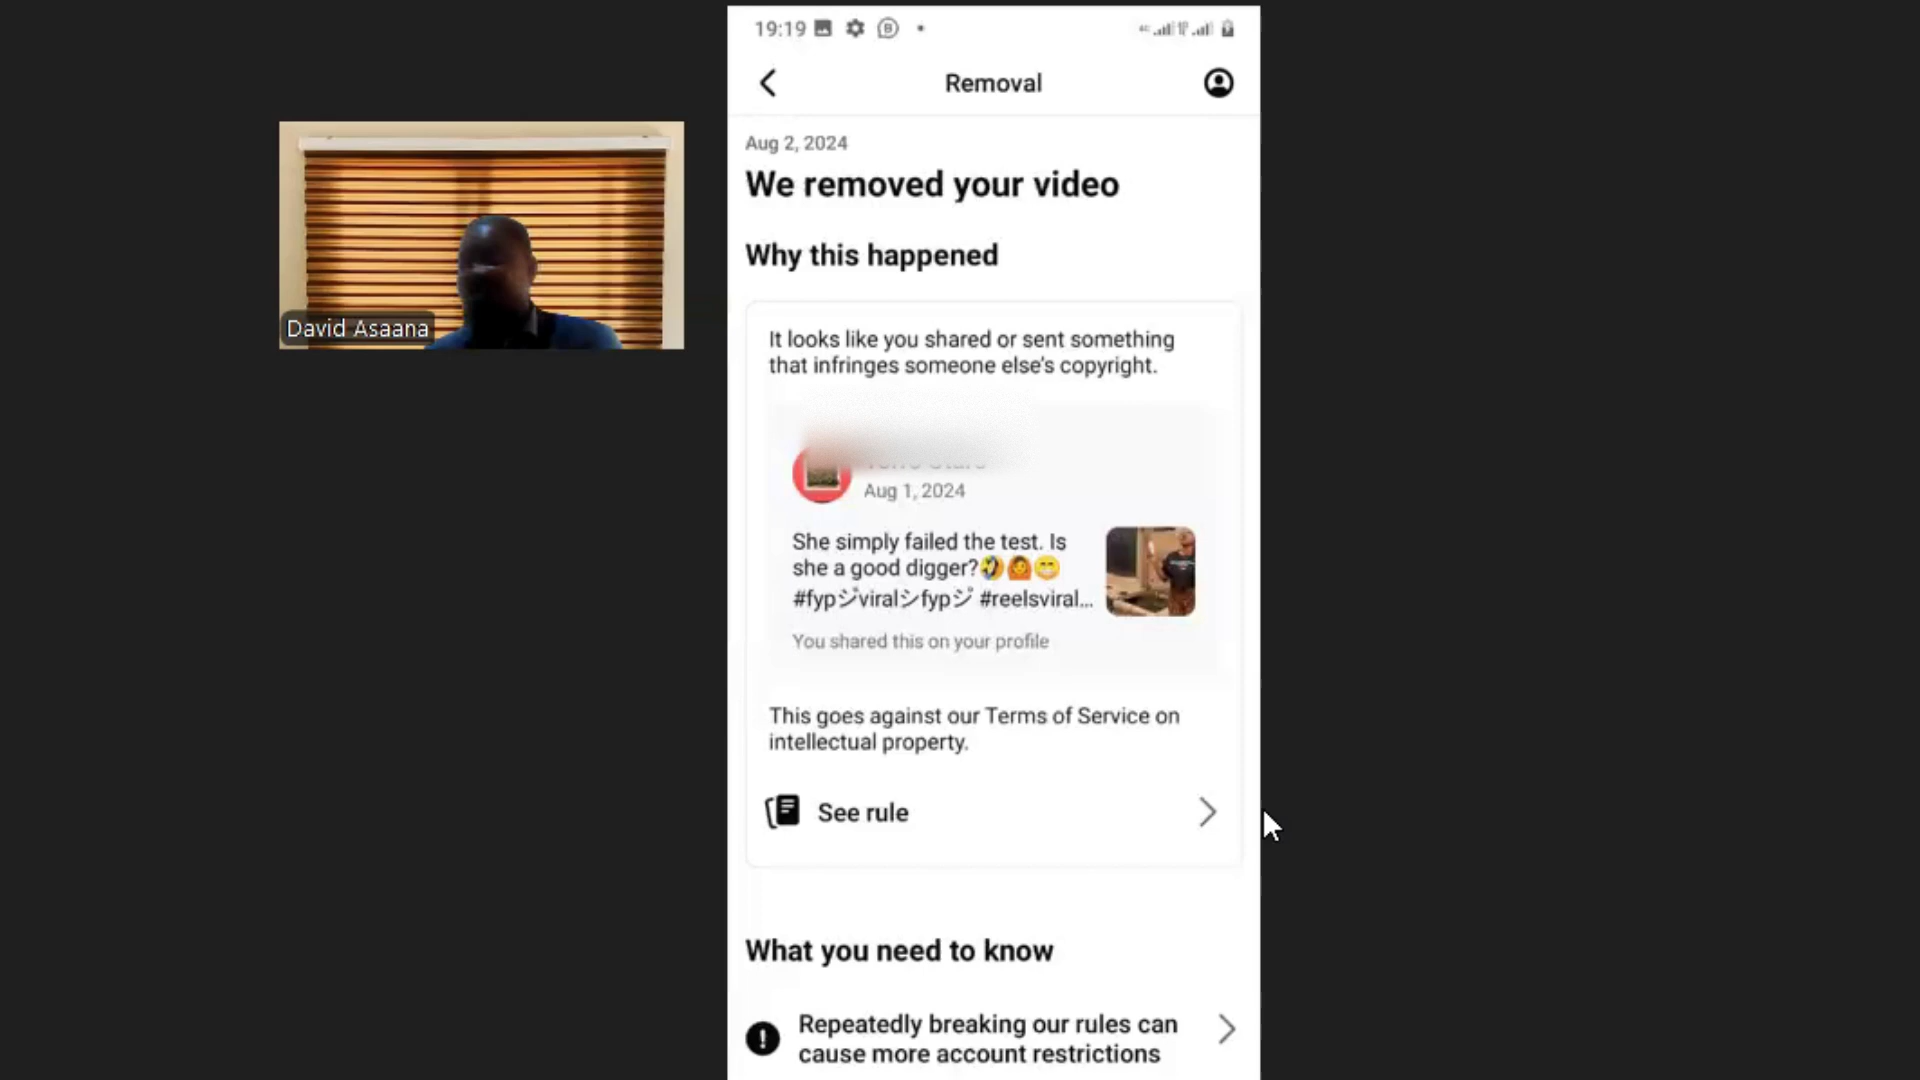 19:19
Removal
Aug 2, 2024
We removed your video
Why this happened
David Asaana
It looks like you shared or sent something
that infringes someone else's copyright.
Aug 1, 2024
She simply failed the test. Is
she a good digger?🤣🙆😁
#fypジviralシfypジ #reelsviral...
You shared this on your profile
This goes against our Terms of Service on
intellectual property.
See rule
What you need to know
Repeatedly breaking our rules can
cause more account restrictions